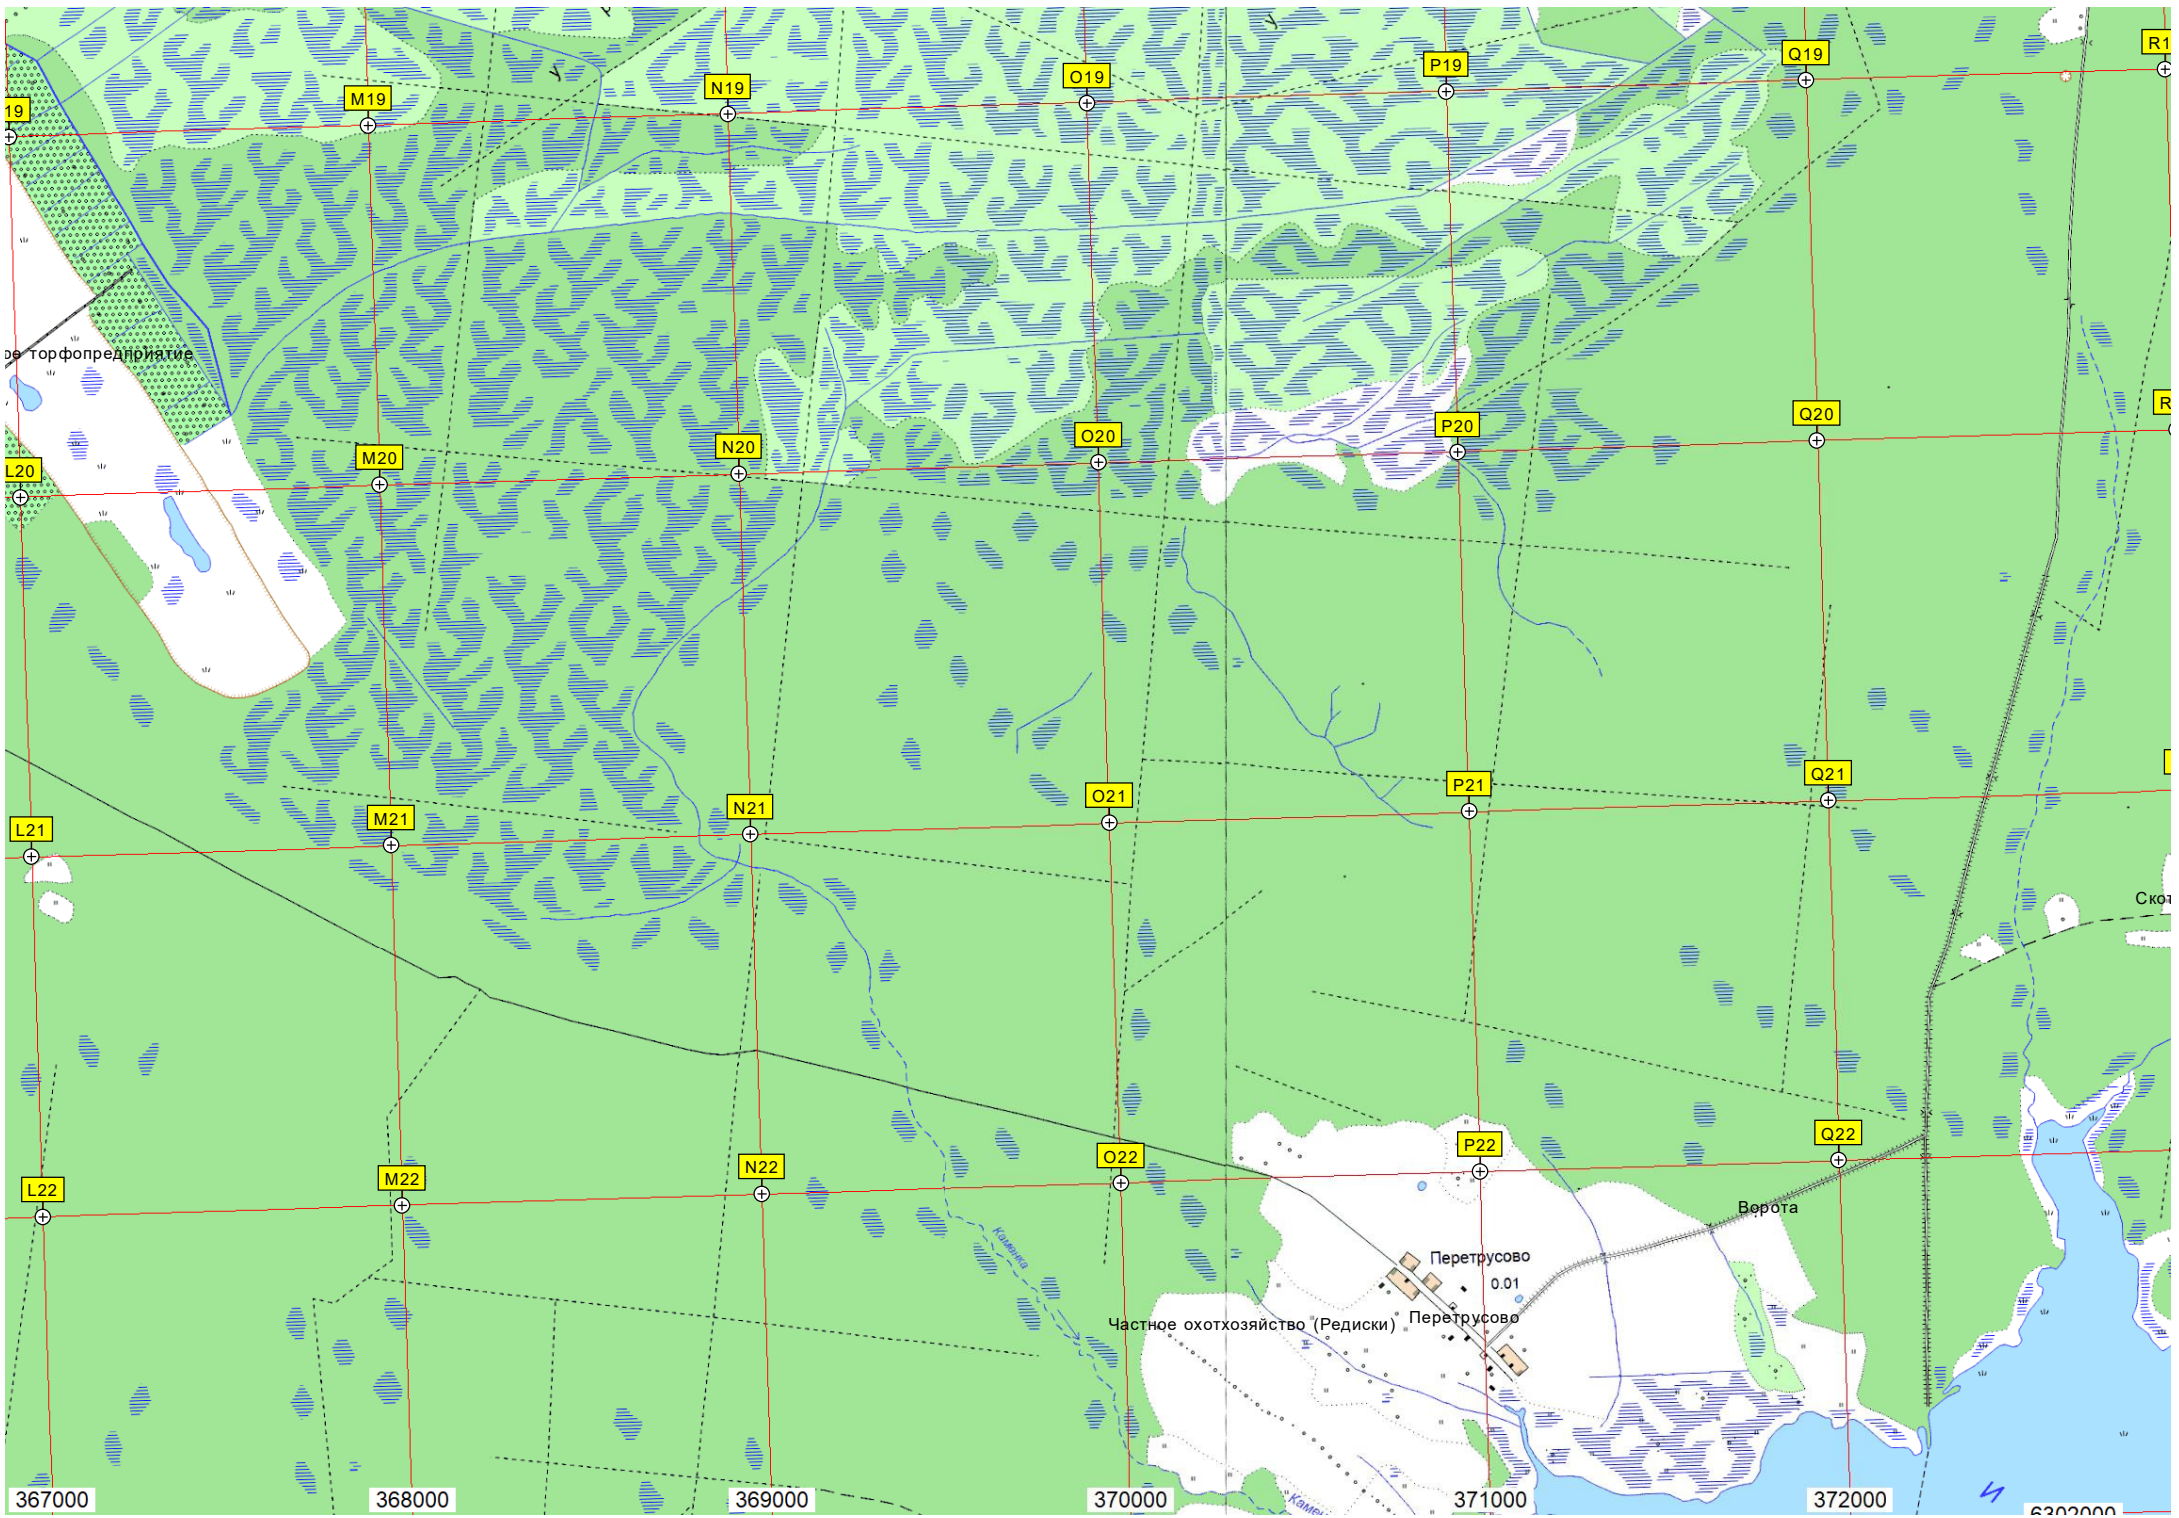 у
R1
Q19
P19
O19
N19
M19
19
у
торфопредприятие
R
Q20
P20
O20
N20
M20
L20
Q21
P21
O21
N21
M21
L21
Q22
P22
O22
N22
M22
L22
Ворота
Каменка
Перетрусово
0.01
Частное охотхозяйство (Редиски)
Перетрусово
И
367000 368000 369000 370000 371000 372000